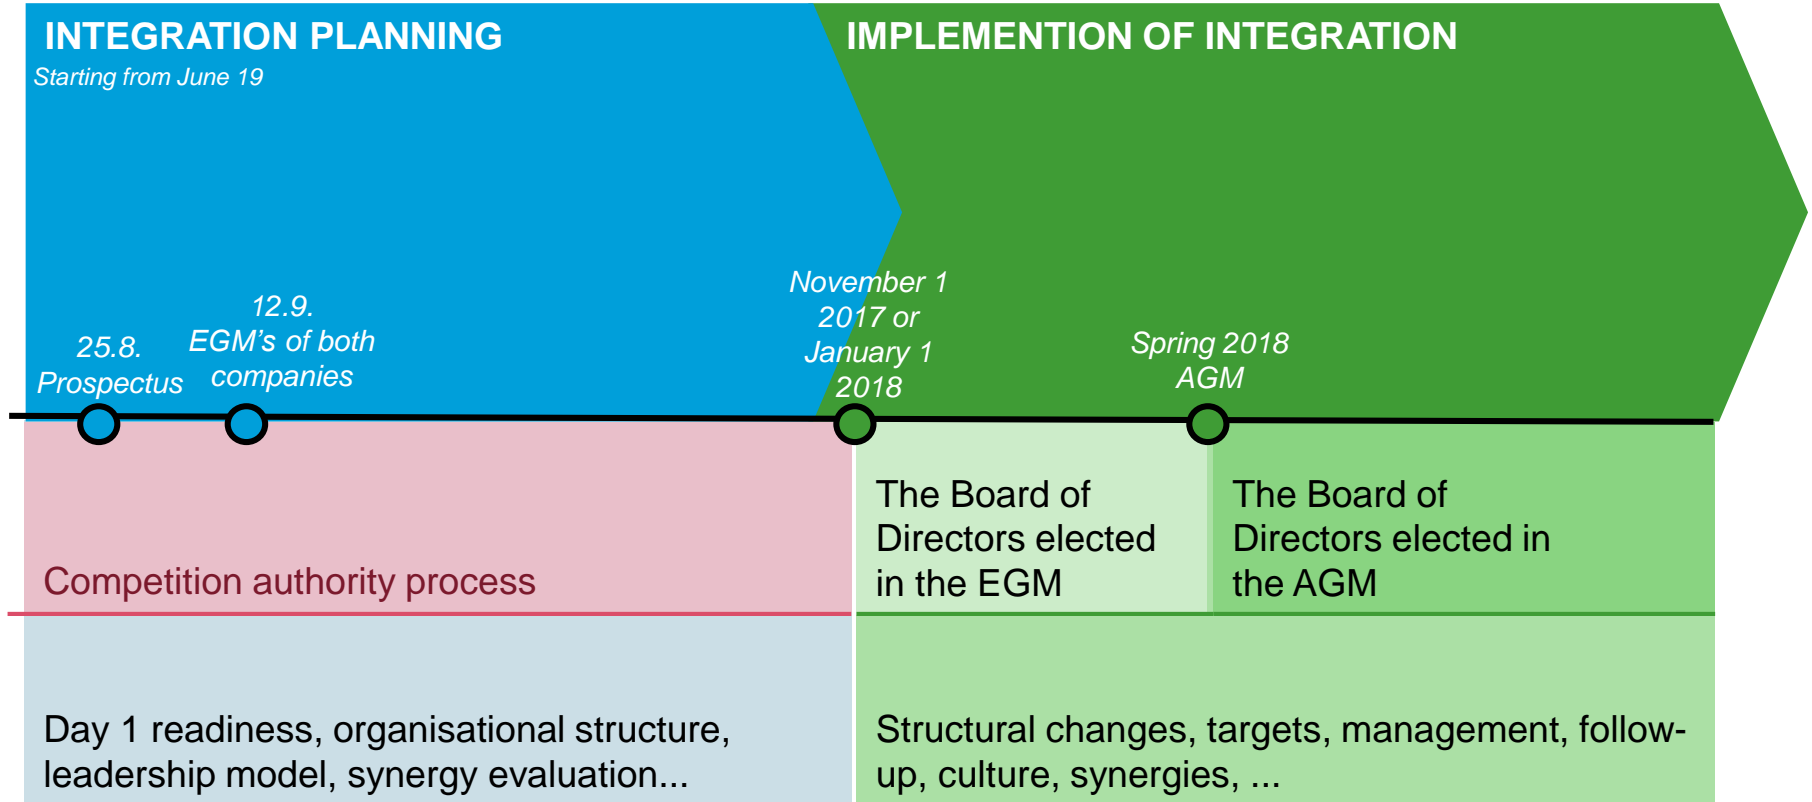 INTEGRATION PLANNING
Starting from June 19
IMPLEMENTION OF INTEGRATION
25.8.
Prospectus
12.9.
EGM's of both
companies
November 1
2017 or
January 1
2018
Spring 2018
AGM
Competition authority process
The Board of
Directors elected
in the EGM
The Board of
Directors elected in
the AGM
Day 1 readiness, organisational structure,
leadership model, synergy evaluation...
Structural changes, targets, management, follow-
up, culture, synergies, ...